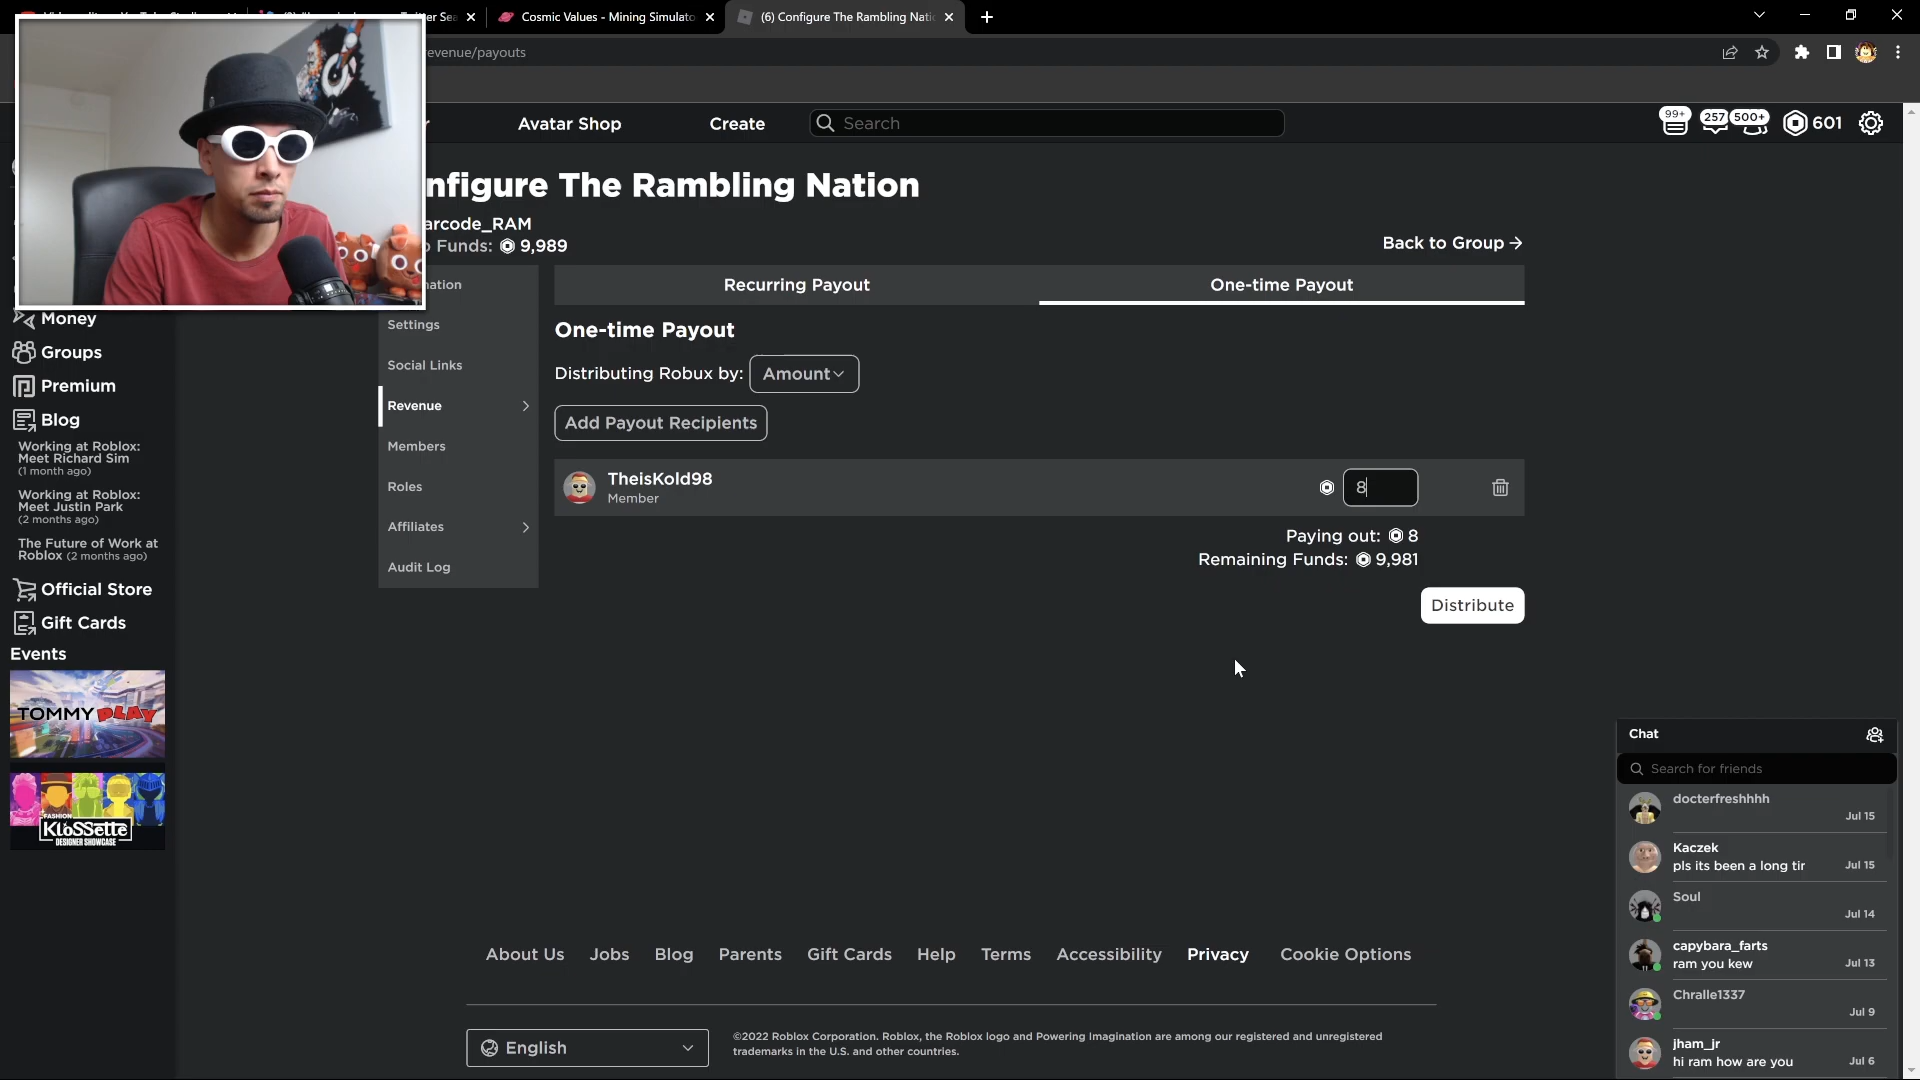 Cosmic Values - Mining Simulato
(6) Configure The Rambling Nati
evenue/payouts
Avatar Shop
Create
Search
99+
257
500+
601
nfigure The Rambling Nation
arcode_RAM
Funds: 9,989
Back to Group
Recurring Payout
One-time Payout
Settings
Social Links
Revenue
Members
Roles
Affiliates
Audit Log
One-time Payout
Distributing Robux by: Amount
Add Payout Recipients
TheisKold98
Member
8
Paying out: 8
Remaining Funds: 9,981
Distribute
Money
Groups
Premium
Blog
Working at Roblox:
Meet Richard Sim
(1 month ago)
Working at Roblox:
Meet Justin Park
(2 months ago)
The Future of Work at
Roblox (2 months ago)
Official Store
Gift Cards
Events
TOMMY PLAY
FASHION
KLOSSETTE
DESIGNER SHOWCASE
Chat
Search for friends
docterfreshhhh
Jul 15
Kaczek
pls its been a long tir
Jul 15
Soul
Jul 14
capybara_farts
ram you kew
Jul 13
Chralle1337
Jul 9
jham_jr
hi ram how are you
Jul 6
About Us
Jobs
Blog
Parents
Gift Cards
Help
Terms
Accessibility
Privacy
Cookie Options
English
©2022 Roblox Corporation. Roblox, the Roblox logo and Powering Imagination are among our registered and unregistered
trademarks in the U.S. and other countries.